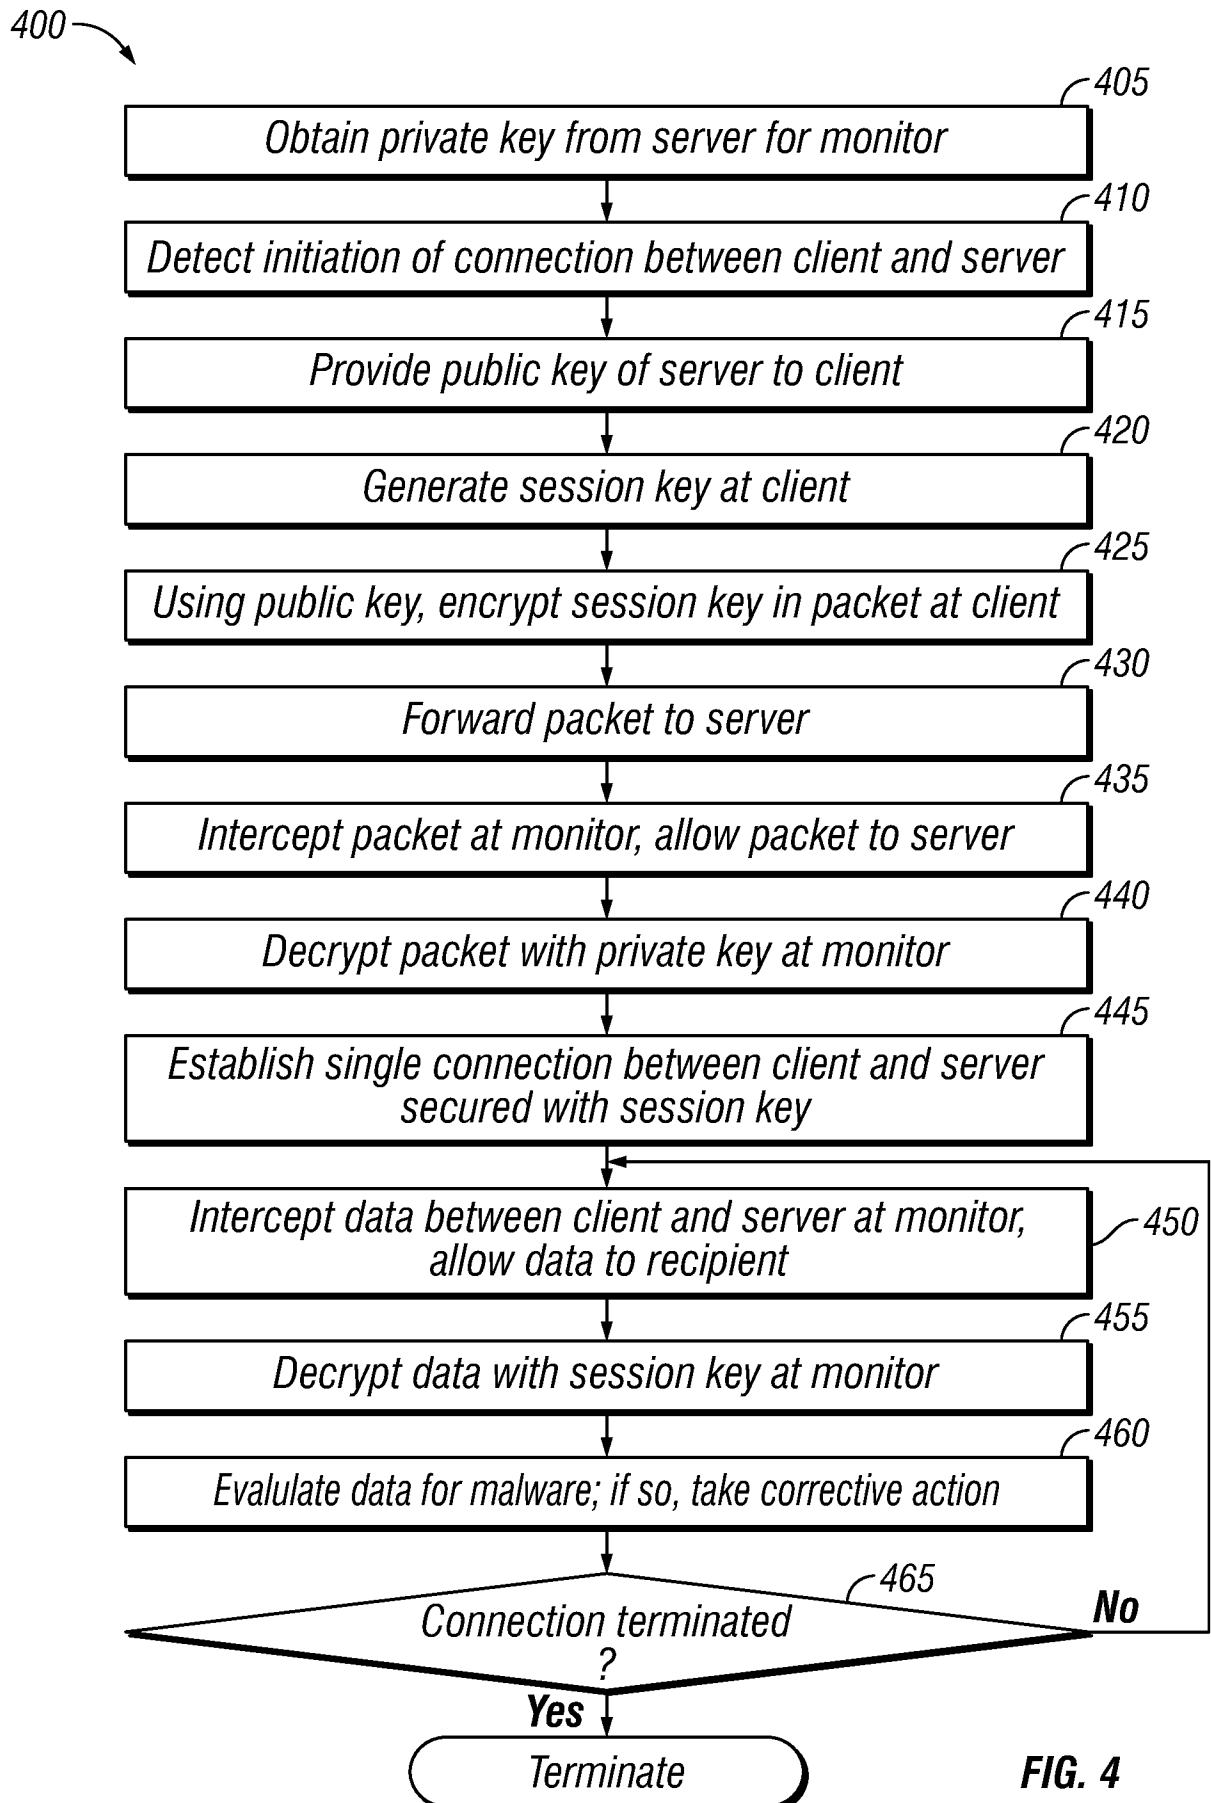 400
405
Obtain private key from server for monitor
410
Detect initiation of connection between client and server
415
Provide public key of server to client
420
Generate session key at client
425
Using public key, encrypt session key in packet at client
430
Forward packet to server
435
Intercept packet at monitor, allow packet to server
440
Decrypt packet with private key at monitor
445
Establish single connection between client and server
secured with session key
Intercept data between client and server at monitor,
allow data to recipient
450
455
Decrypt data with session key at monitor
460
Evalulate data for malware; if so, take corrective action
465
Connection terminated
?
No
Yes
Terminate
FIG. 4